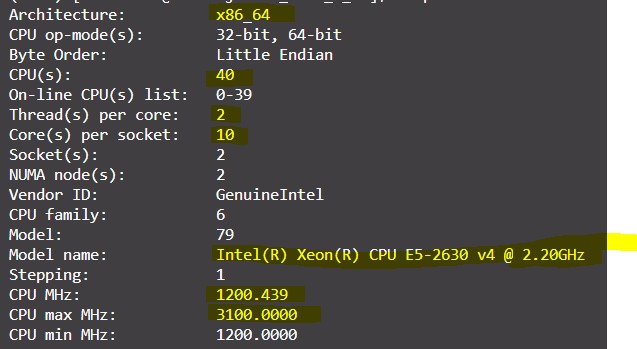 Architecture: x86_64
CPU op-mode(s): 32-bit, 64-bit
Byte Order: Little Endian
CPU(s): 40
On-line CPU(s) list: 0-39
Thread(s) per core: 2
Core(s) per socket: 10
Socket(s): 2
NUMA node(s): 2
Vendor ID: GenuineIntel
CPU family: 6
Model: 79
Model name: Intel(R) Xeon(R) CPU E5-2630 v4 @ 2.20GHz
Stepping: 1
CPU MHz: 1200.439
CPU max MHz: 3100.0000
CPU min MHz: 1200.0000